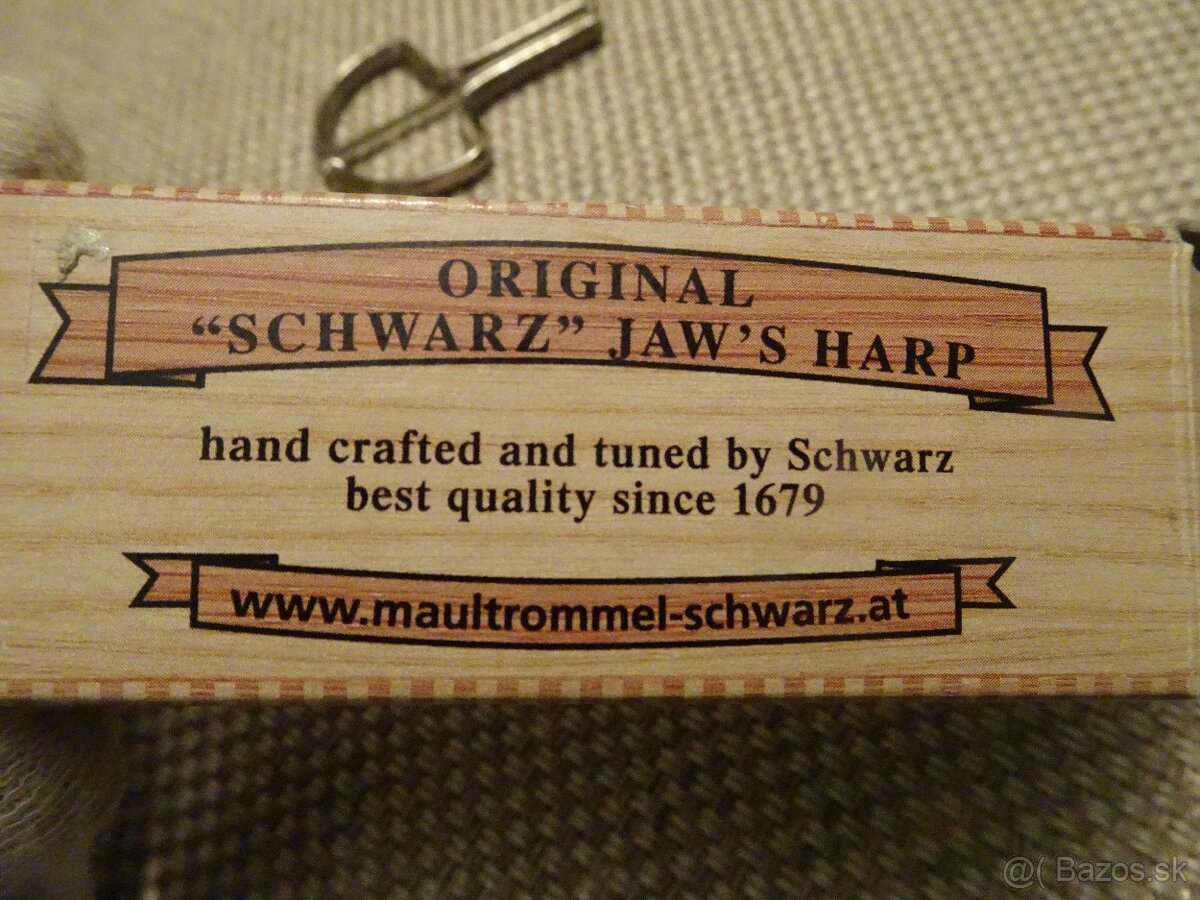 ORIGINAL
“SCHWARZ” JAW’S HARP
hand crafted and tuned by Schwarz
best quality since 1679
www.maultrommel-schwarz.at
@( Bazos.sk